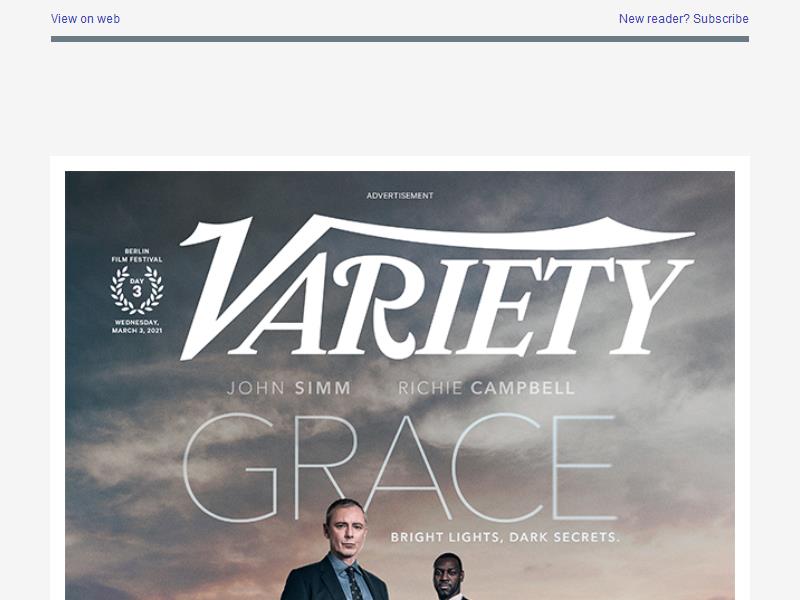 View on web
New reader? Subscribe
ADVERTISEMENT
VARIETY
BERLIN
FILM FESTIVAL
DAY
3
WEDNESDAY,
MARCH 3, 2021
JOHN SIMM RICHIE CAMPBELL
GRACE
BRIGHT LIGHTS, DARK SECRETS.